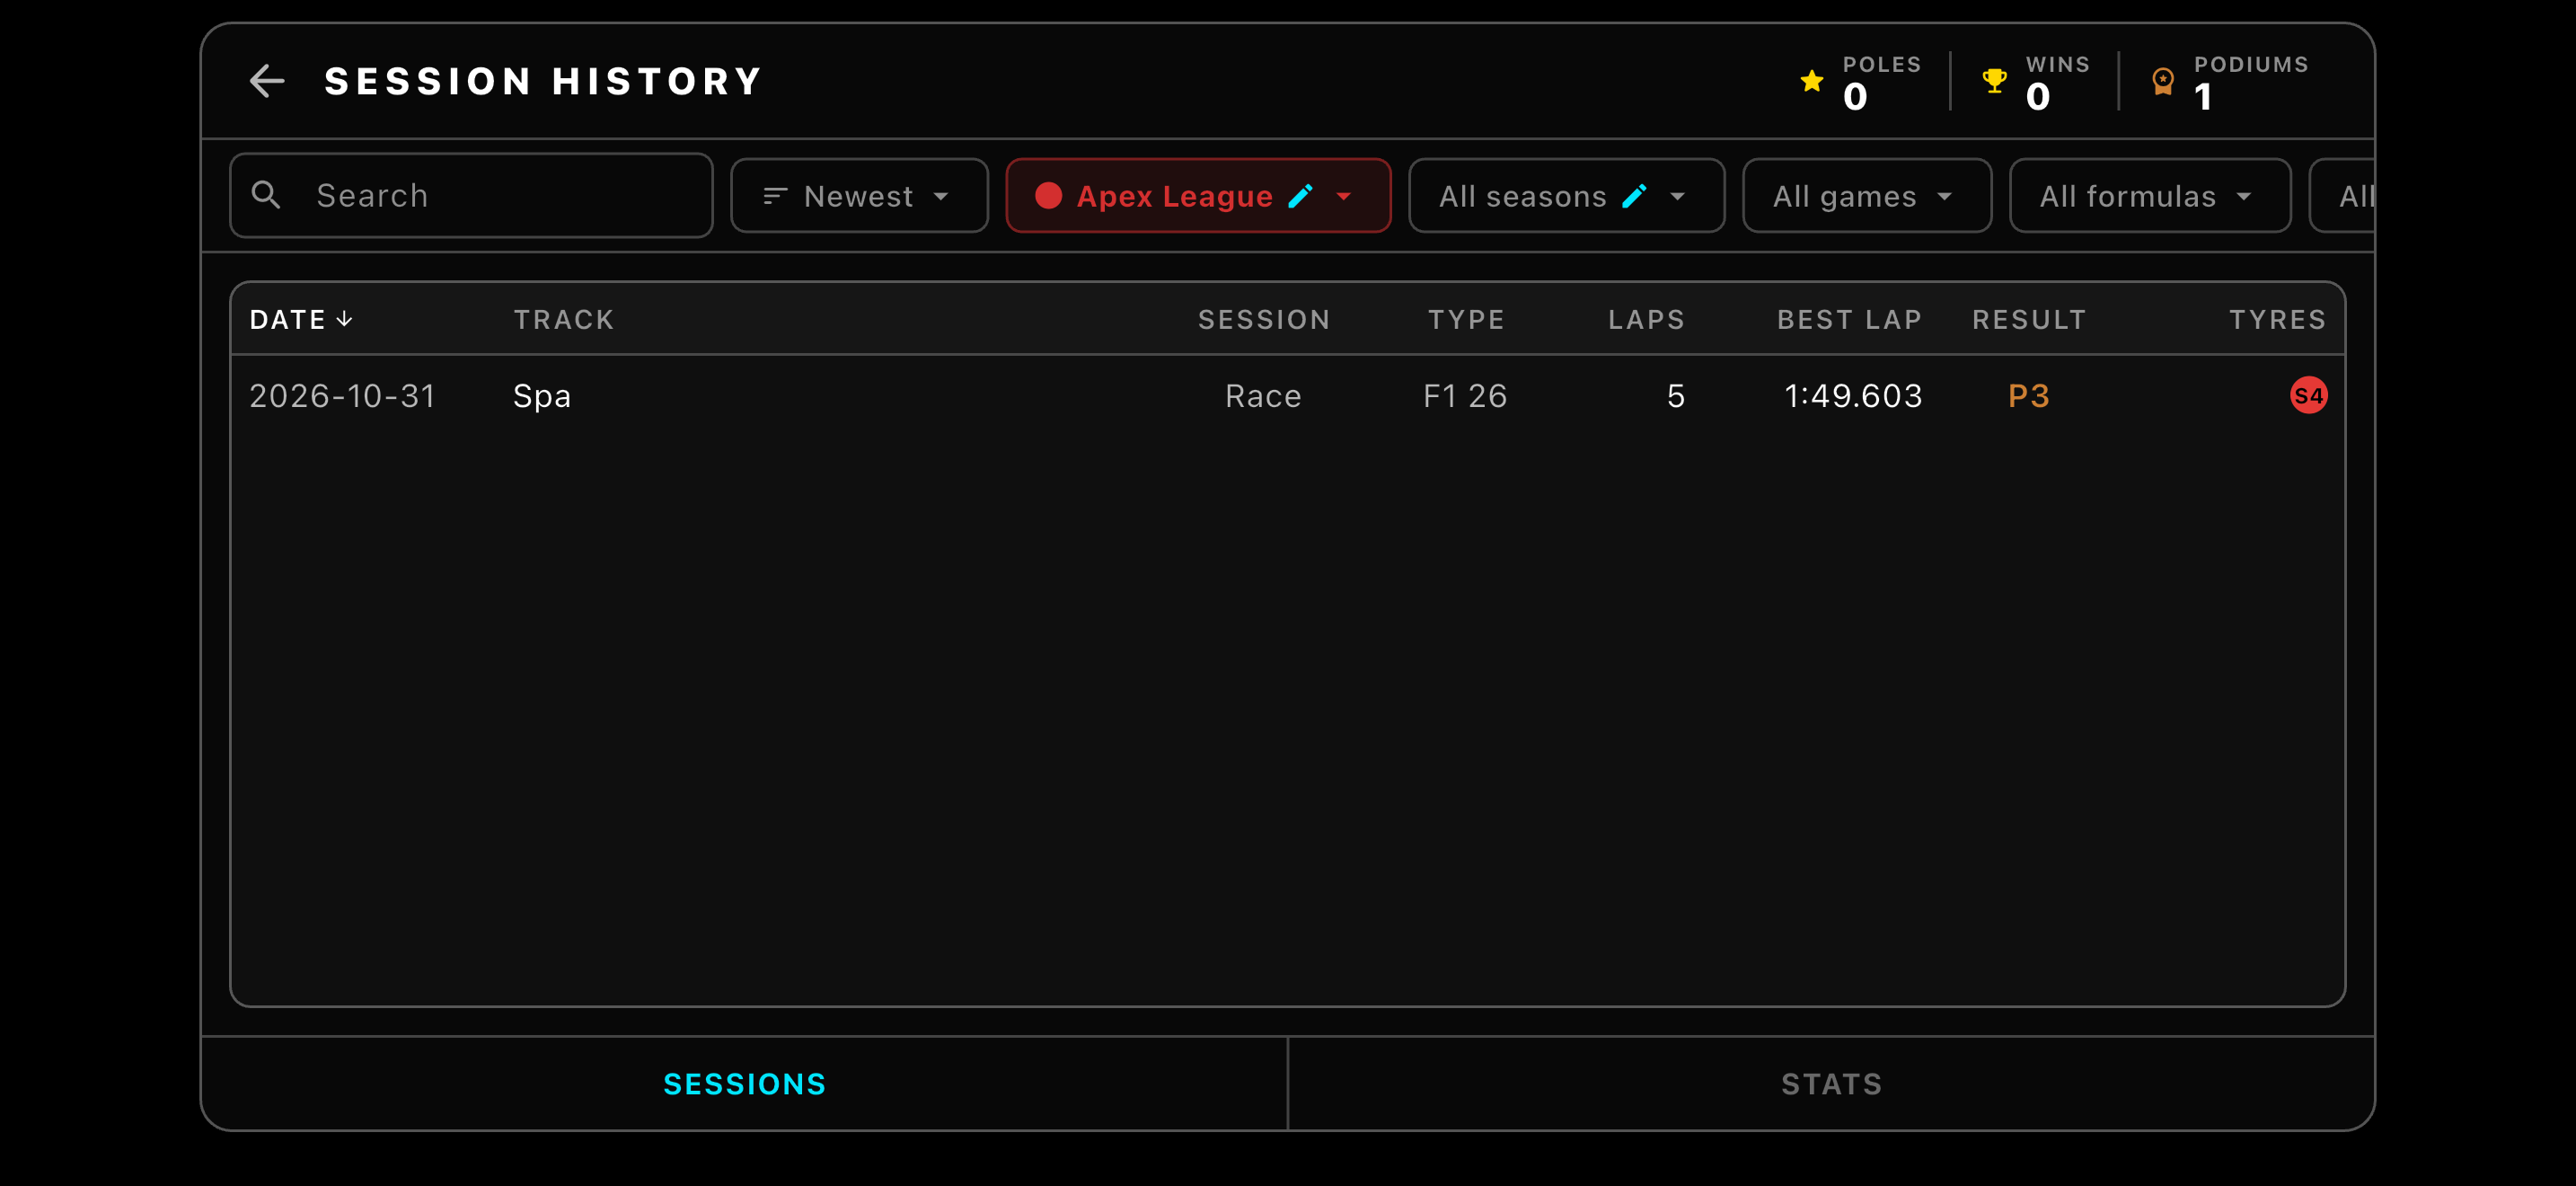 SESSION HISTORY
POLES
0
WINS
0
PODIUMS
1
Search
Newest
Apex League
All seasons
All games
All formulas
All
DATE
TRACK
SESSION
TYPE
LAPS
BEST LAP
RESULT
TYRES
2026-10-31
Spa
Race
F1 26
5
1:49.603
P3
S4
SESSIONS
STATS